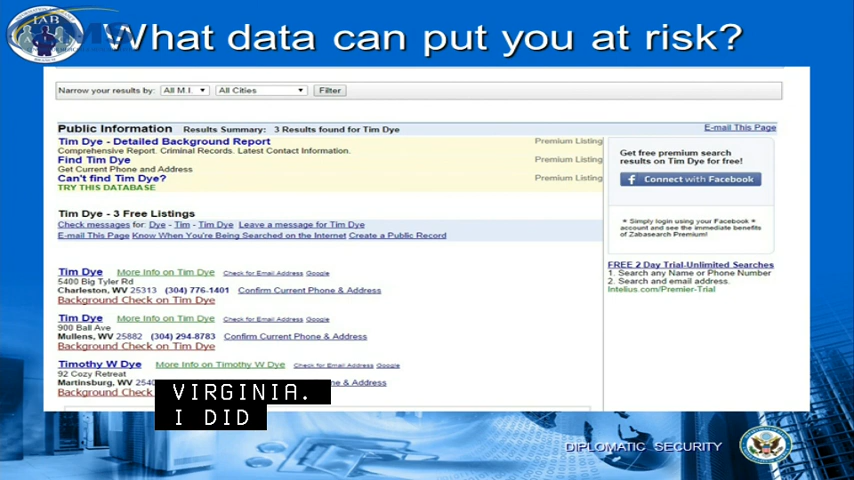 IAB
What data can put you at risk?
Narrow your results by: All M.I. All Cities Filter
Public Information Results Summary: 3 Results found for Tim Dye
E-mail This Page
Tim Dye - Detailed Background Report Premium Listing
Comprehensive Report. Criminal Records. Latest Contact Information.
Find Tim Dye Premium Listing
Get Current Phone and Address
Can't find Tim Dye? Premium Listing
TRY THIS DATABASE
Get free premium search
results on Tim Dye for free!
f Connect with Facebook
* Simply login using your Facebook *
account and see the immediate benefits
of Zabasearch Premium!
Tim Dye - 3 Free Listings
Check messages for: Dye - Tim - Tim Dye Leave a message for Tim Dye
E-mail This Page Know When You're Being Searched on the Internet Create a Public Record
FREE 2 Day Trial-Unlimited Searches
1. Search any Name or Phone Number
2. Search and email address.
Intelius.com/Premier-Trial
Tim Dye More Info on Tim Dye Check for Email Address Google
5400 Big Tyler Rd
Charleston, WV 25313 (304) 776-1401 Confirm Current Phone & Address
Background Check on Tim Dye
Tim Dye More Info on Tim Dye Check for Email Address Google
900 Ball Ave
Mullens, WV 25882 (304) 294-8783 Confirm Current Phone & Address
Background Check on Tim Dye
Timothy W Dye More Info on Timothy W Dye Check for Email Address Google
92 Cozy Retreat
Martinsburg, WV & Address
Background Check
VIRGINIA.
I DID
DIPLOMATIC SECURITY